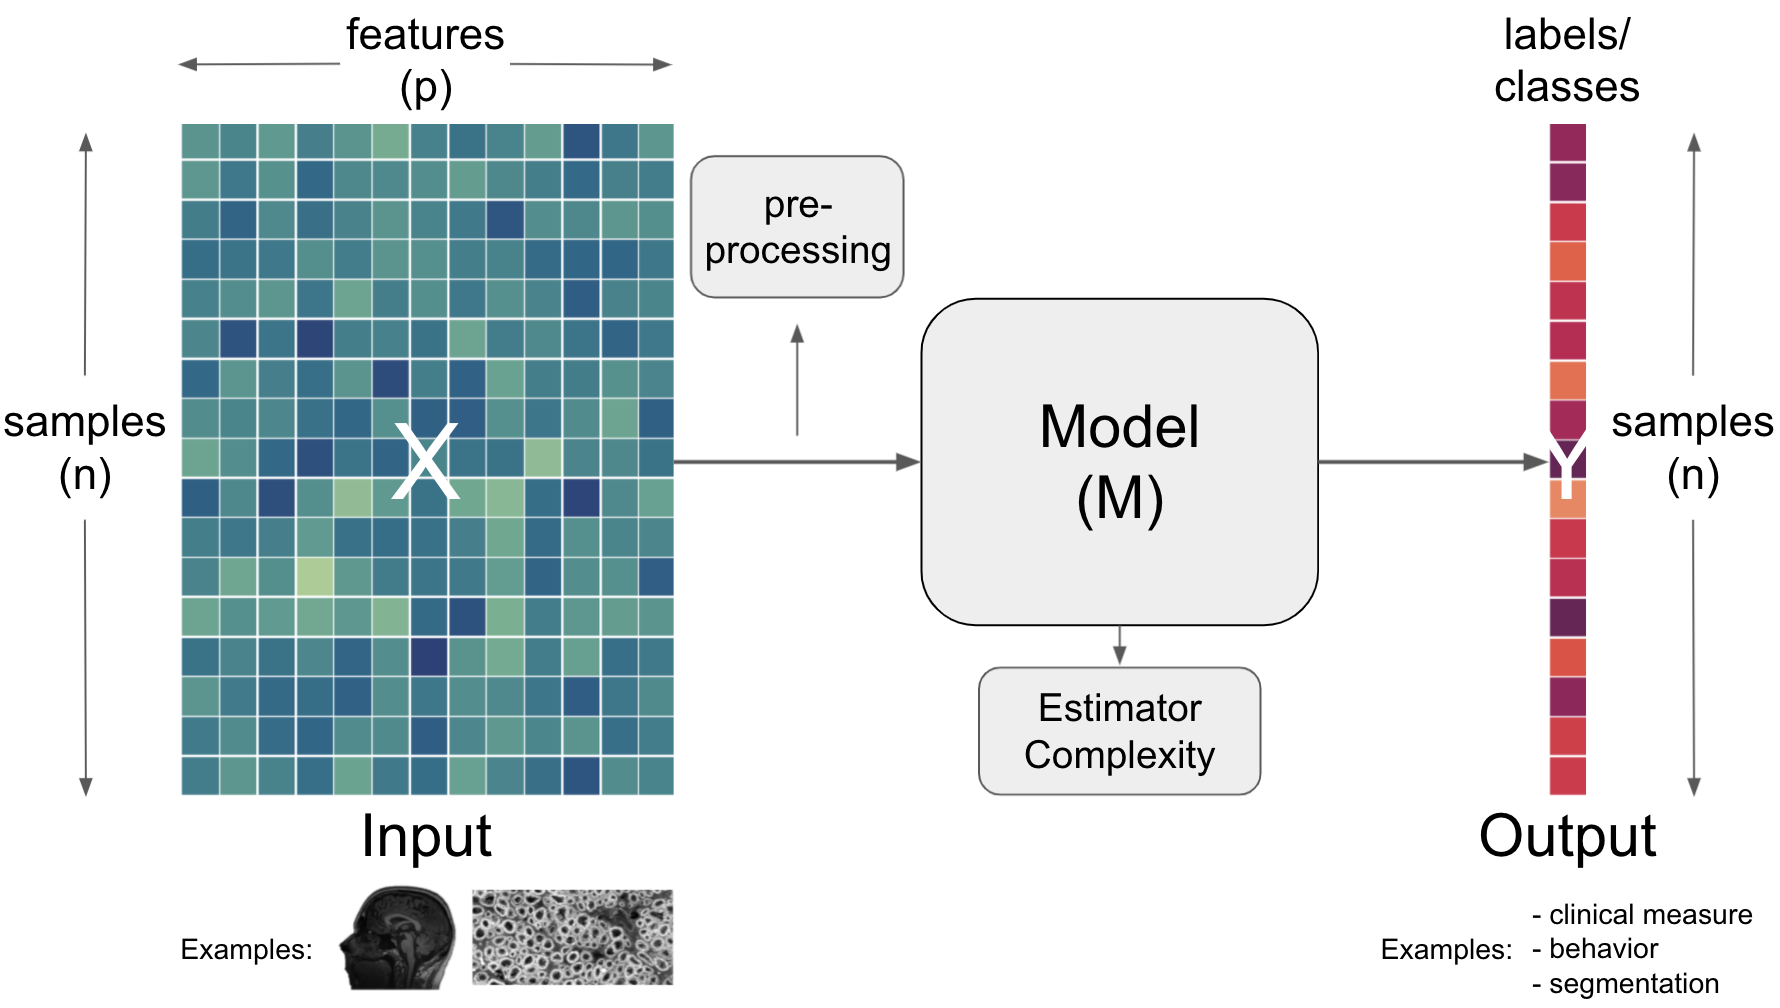 features
(p)
labels/
classes
pre-
processing
samples
(n)
X
Model
(M)
Y
samples
(n)
Estimator
Complexity
Input
Output
Examples:
Examples:
- clinical measure
- behavior
- segmentation